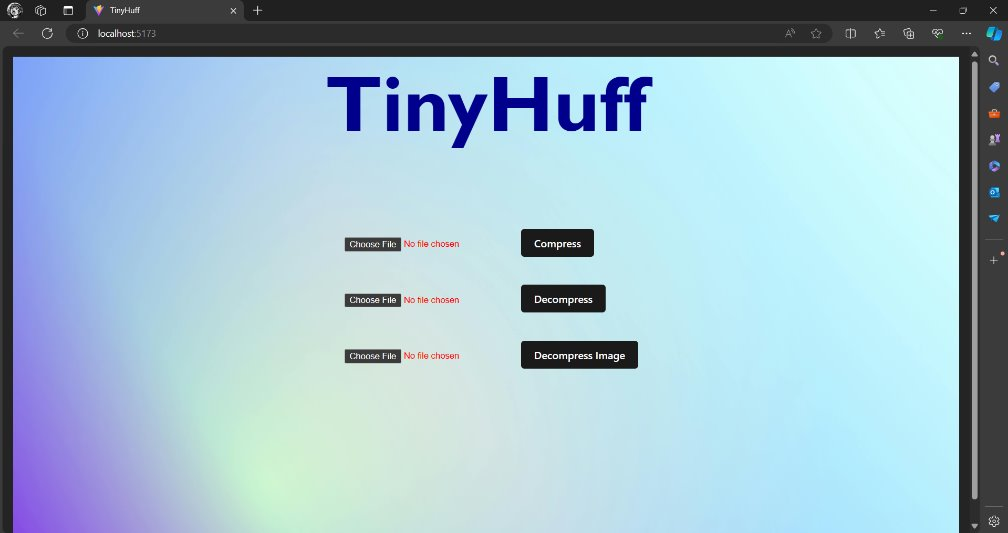 TinyHuff
localhost:5173
TinyHuff
Choose File No file chosen Compress
Choose File No file chosen Decompress
Choose File No file chosen Decompress Image